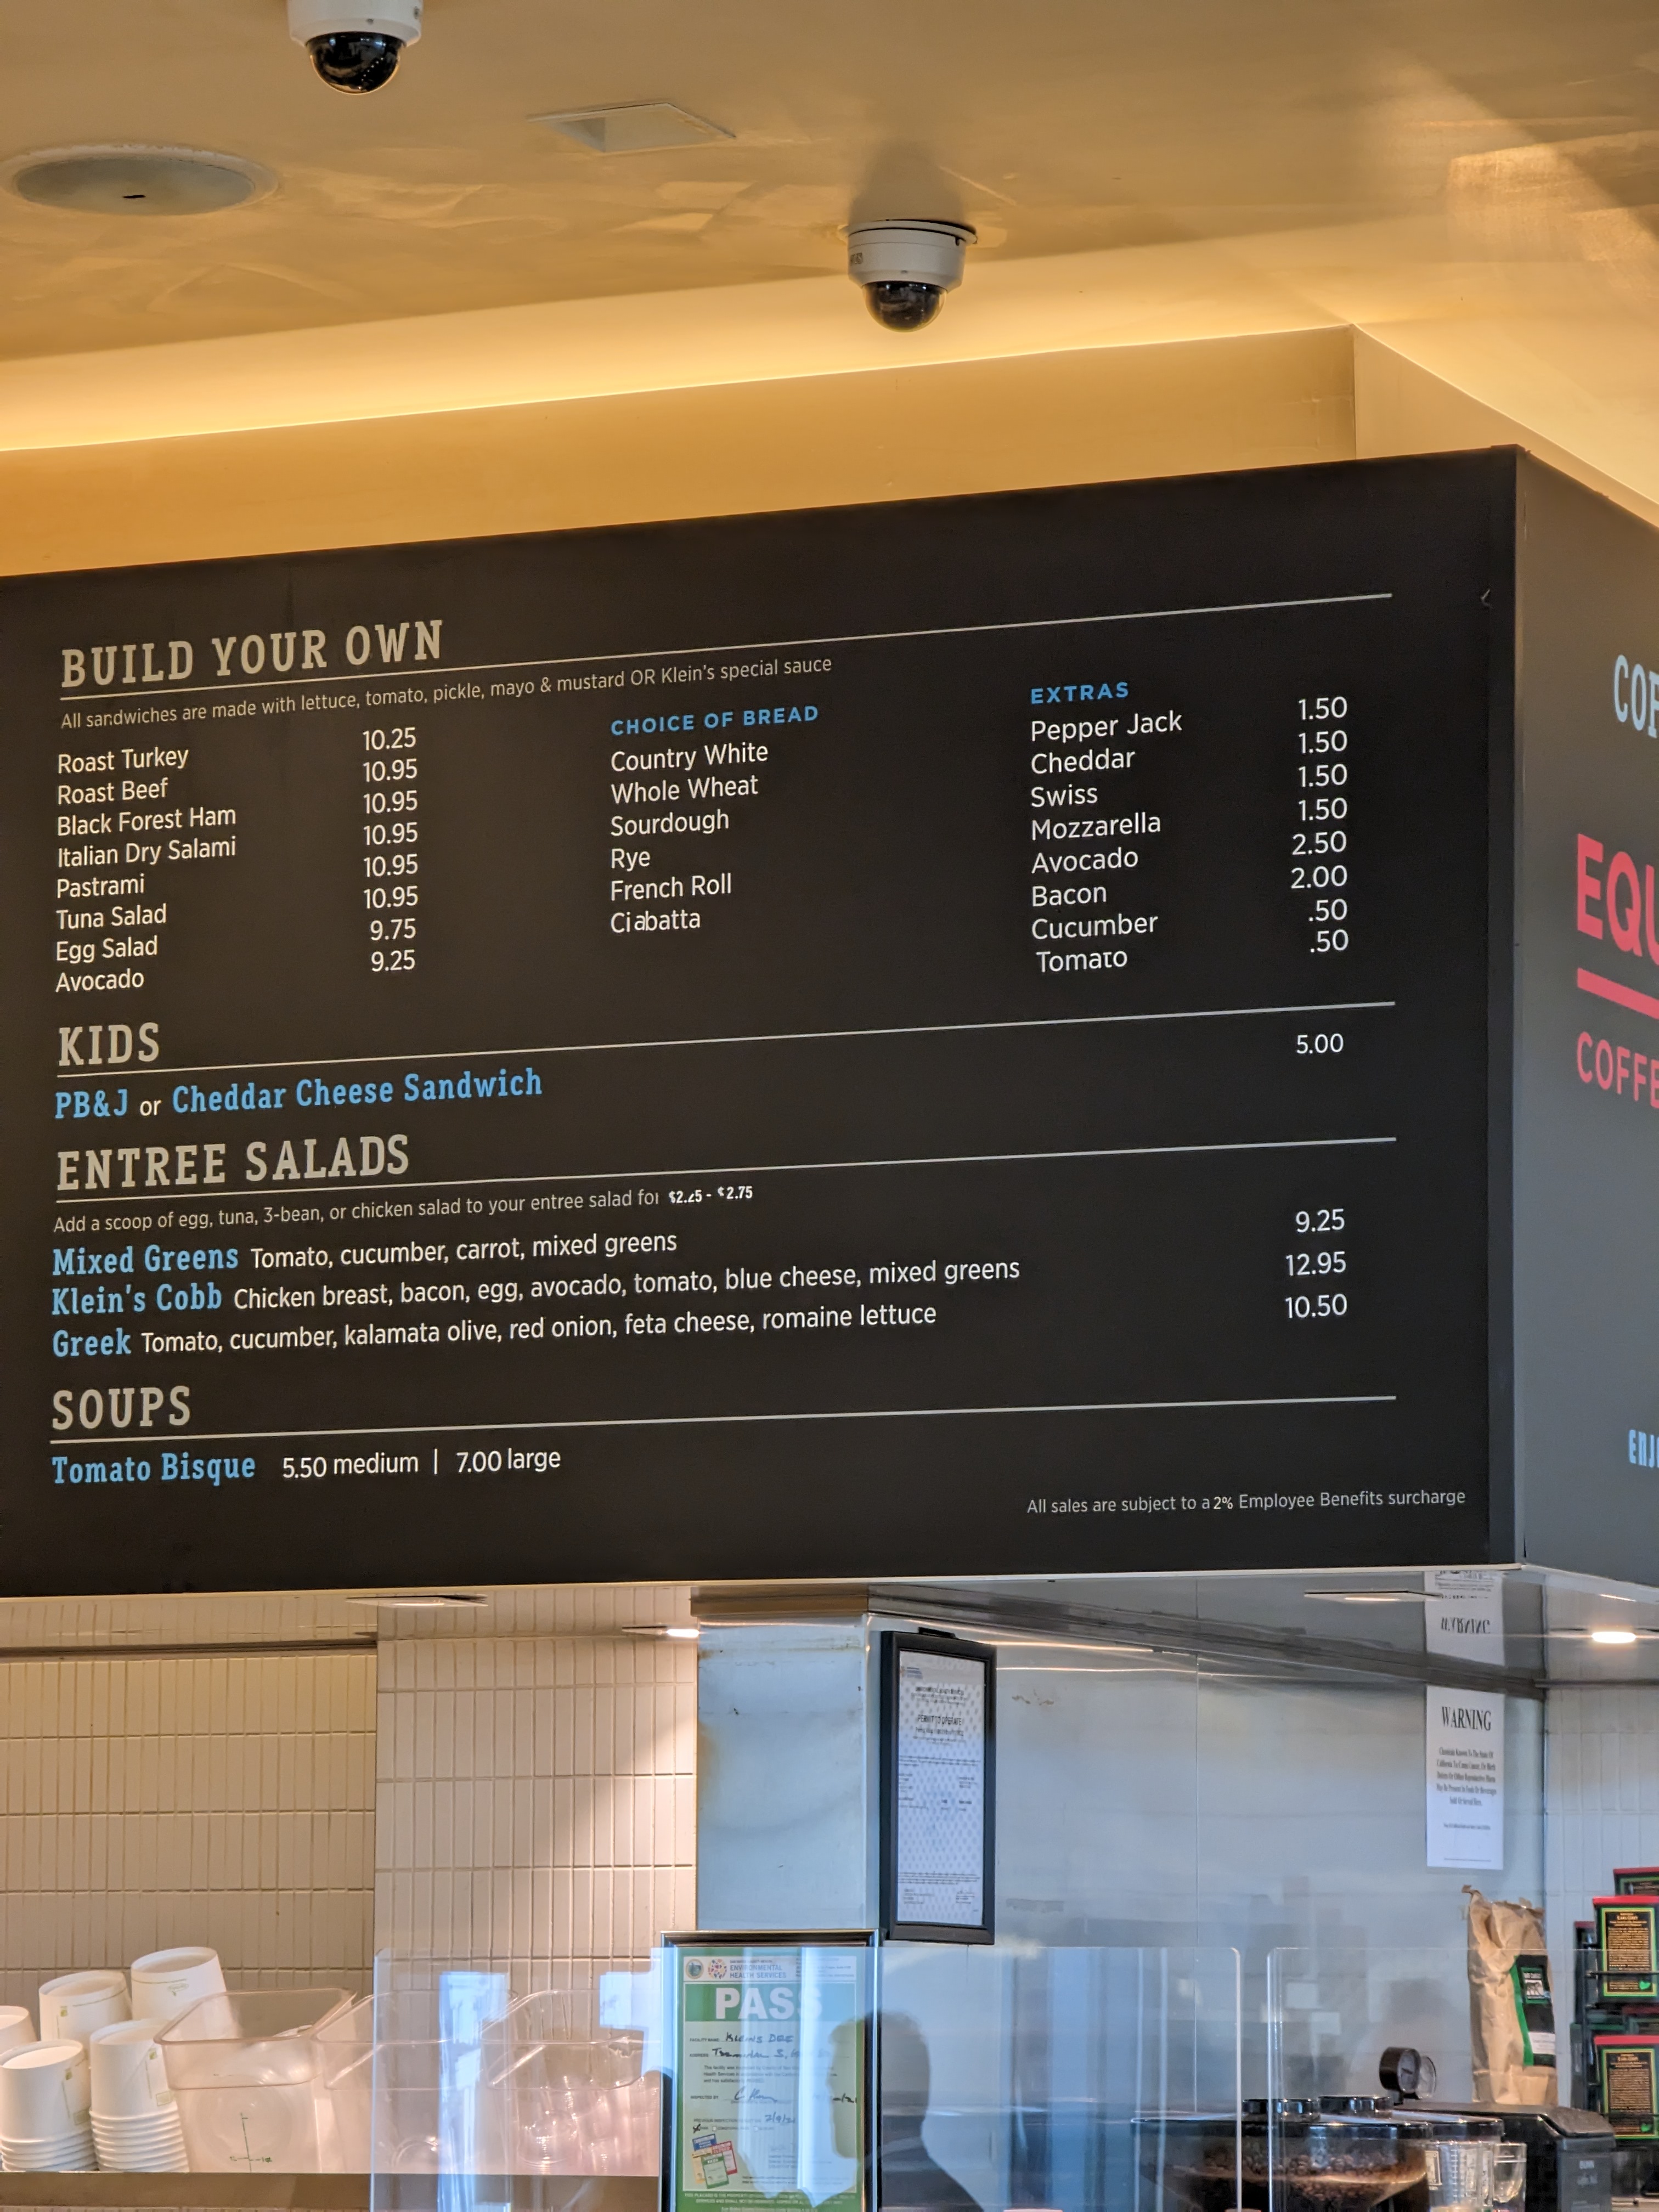 BUILD YOUR OWN
All sandwiches are made with lettuce, tomato, pickle, mayo & mustard OR Klein's special sauce
Roast Turkey 10.25
Roast Beef 10.95
Black Forest Ham 10.95
Italian Dry Salami 10.95
Pastrami 10.95
Tuna Salad 10.95
Egg Salad 9.75
Avocado 9.25
CHOICE OF BREAD
Country White
Whole Wheat
Sourdough
Rye
French Roll
Ciabatta
EXTRAS
Pepper Jack 1.50
Cheddar 1.50
Swiss 1.50
Mozzarella 1.50
Avocado 2.50
Bacon 2.00
Cucumber .50
Tomato .50
KIDS
PB&J or Cheddar Cheese Sandwich 5.00
ENTREE SALADS
Add a scoop of egg, tuna, 3-bean, or chicken salad to your entree salad for $2.25 - $2.75
Mixed Greens Tomato, cucumber, carrot, mixed greens 9.25
Klein's Cobb Chicken breast, bacon, egg, avocado, tomato, blue cheese, mixed greens 12.95
Greek Tomato, cucumber, kalamata olive, red onion, feta cheese, romaine lettuce 10.50
SOUPS
Tomato Bisque 5.50 medium | 7.00 large
All sales are subject to a 2% Employee Benefits surcharge
COF
EQU
COFFE
ENJ
PERMIT TO OPERATE
WARNING
ENVIRONMENTAL
HEALTH SERVICES
PASS